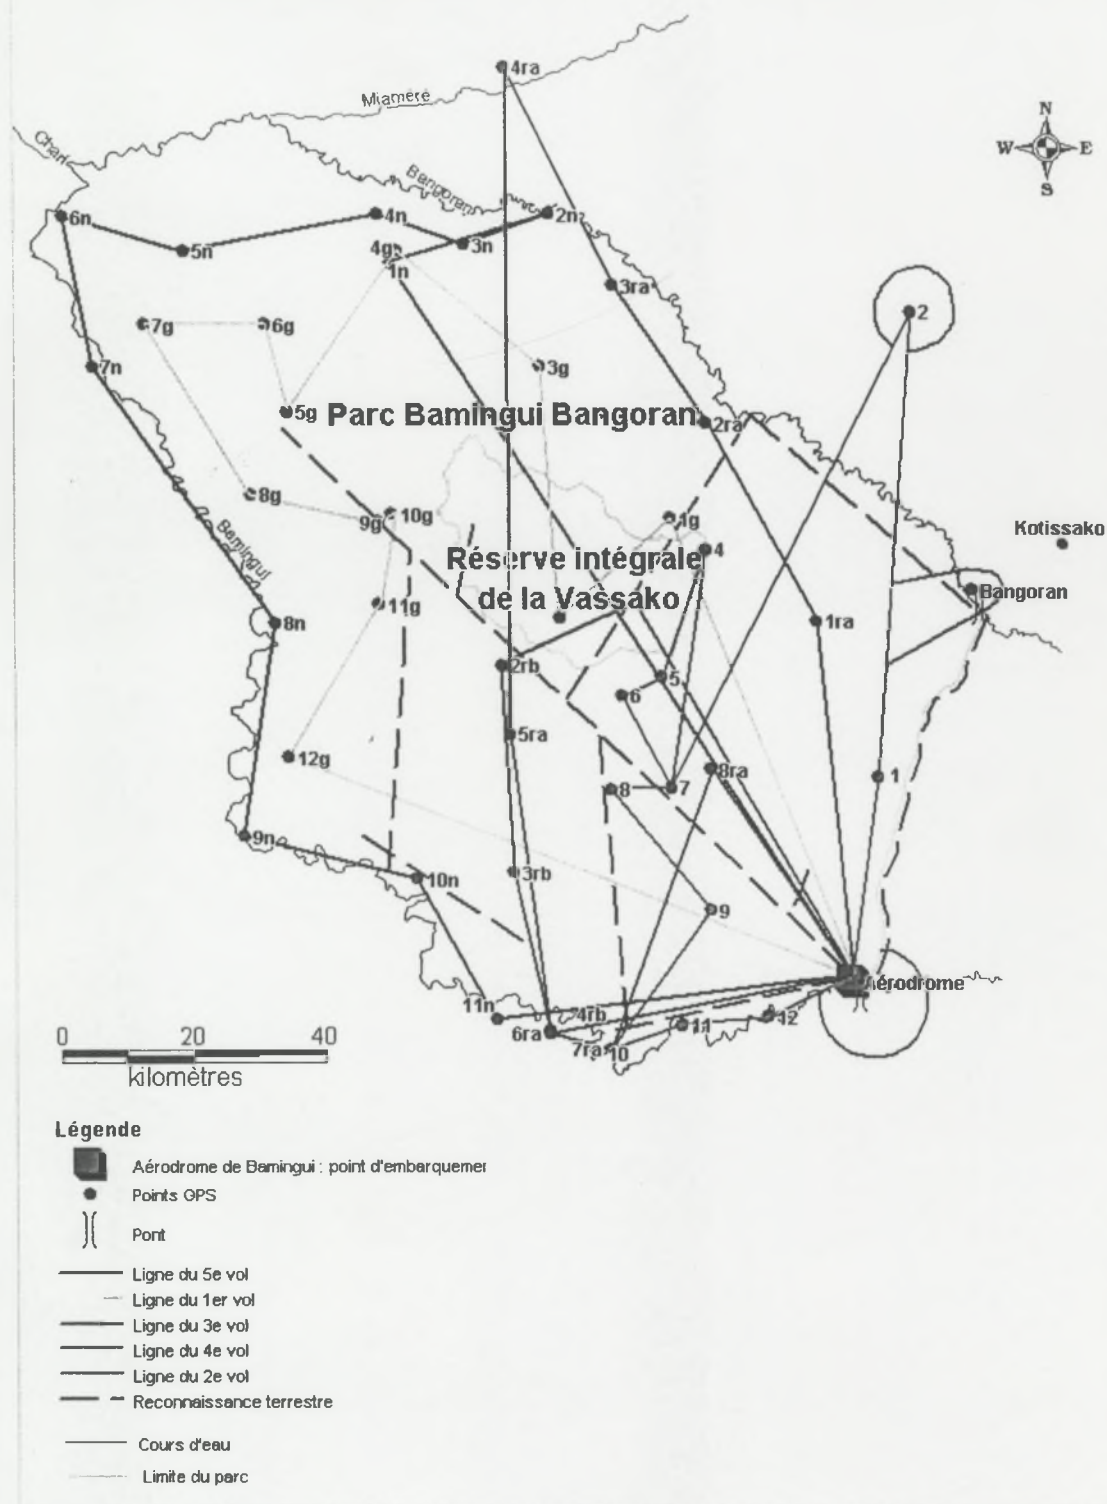 4ra
Miaméré
N
Chari
W E
Bangoran
S
6n
4n
2n
3n
5n
4g
1n
3ra
2
7g
6g
7n
3g
5g
Parc Bamingui Bangoran
2ra
8g
10g
9g
1g
Kotissako
Bamingui
4
Réserve intégrale
de la Vassako
Bangoran
11g
8n
1ra
2rb
5
6
5ra
12g
8ra
1
8
7
9n
3rb
10n
9
Aérodrome
11n
4rb
12
6ra
11
7ra
10
0 20 40
kilomètres
Légende
Aérodrome de Bamingui : point d'embarquemer
Points GPS
Pont
Ligne du 5e vol
Ligne du 1er vol
Ligne du 3e vol
Ligne du 4e vol
Ligne du 2e vol
Reconnaissance terrestre
Cours d'eau
Limite du parc